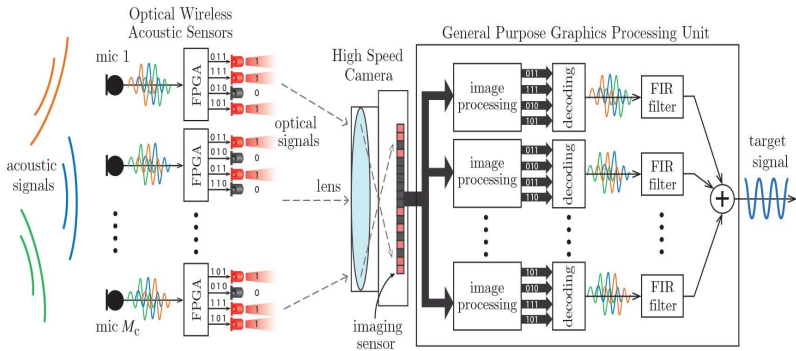 Optical Wireless
Acoustic Sensors
High Speed
Camera
General Purpose Graphics Processing Unit
mic 1
FPGA
011
111
010
101
1
1
0
1
image
processing
011
111
010
101
decoding
FIR
filter
acoustic
signals
FPGA
011
010
011
110
1
0
1
0
optical
signals
lens
image
processing
011
010
011
110
decoding
FIR
filter
target
signal
+
mic Mc
FPGA
101
010
111
101
1
0
1
1
imaging
sensor
image
processing
101
010
111
101
decoding
FIR
filter